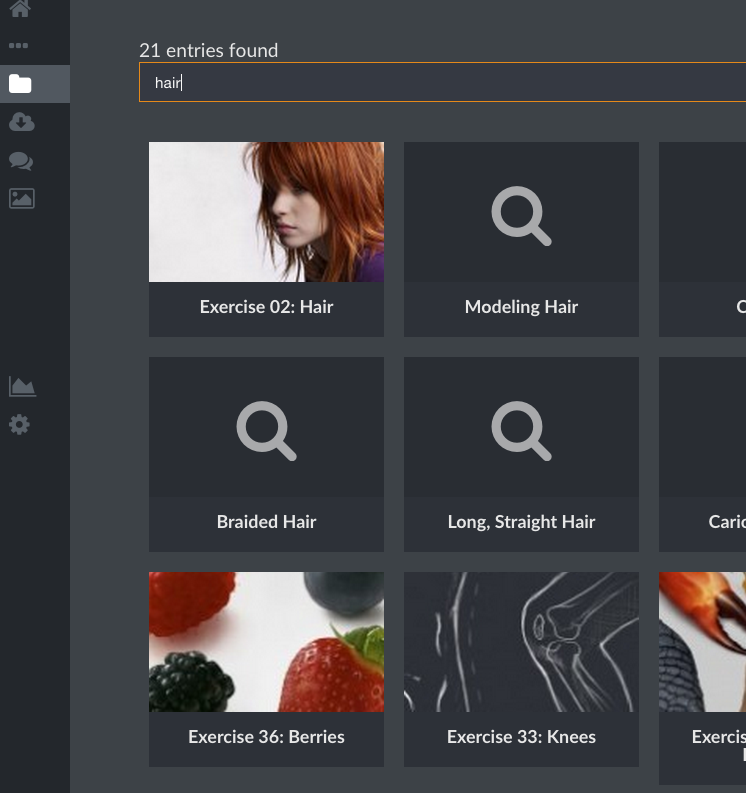 21 entries found
hair
Exercise 02: Hair
Modeling Hair
C
Braided Hair
Long, Straight Hair
Caric
Exercise 36: Berries
Exercise 33: Knees
Exercis